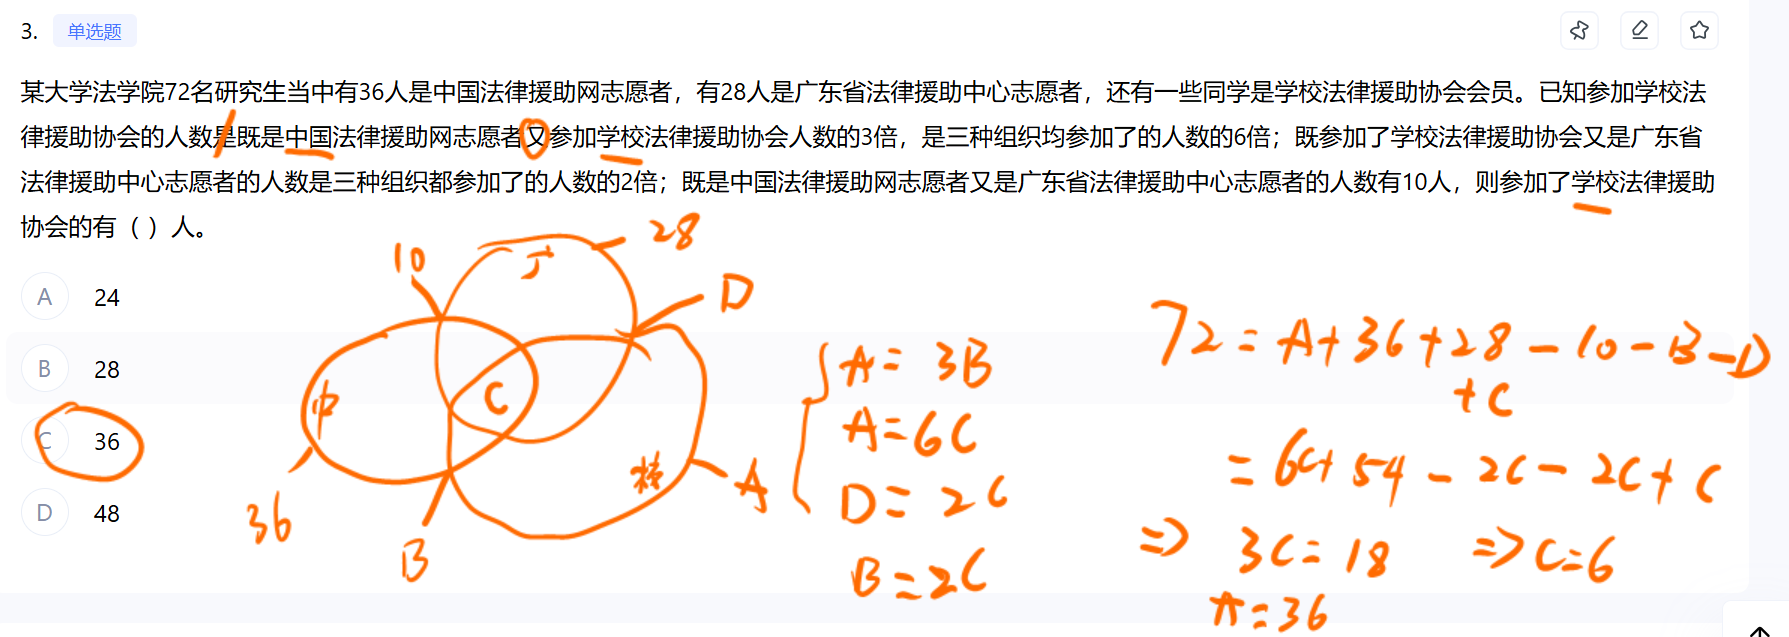 3. 单选题
某大学法学院72名研究生当中有36人是中国法律援助网志愿者，有28人是广东省法律援助中心志愿者，还有一些同学是学校法律援助协会会员。已知参加学校法
律援助协会的人数是既是中国法律援助网志愿者又参加学校法律援助协会人数的3倍，是三种组织均参加了的人数的6倍；既参加了学校法律援助协会又是广东省
法律援助中心志愿者的人数是三种组织都参加了的人数的2倍；既是中国法律援助网志愿者又是广东省法律援助中心志愿者的人数有10人，则参加了学校法律援助
协会的有（ ）人。
A 24
B 28
C 36
D 48
10
广
28
D
中
C
校
A
36
B
A = 3B
A = 6C
D = 2C
B = 2C
72 = A + 36 + 28 - 10 - B - D
+ C
= 6C + 54 - 2C - 2C + C
⇒ 3C = 18 ⇒ C = 6
A = 36